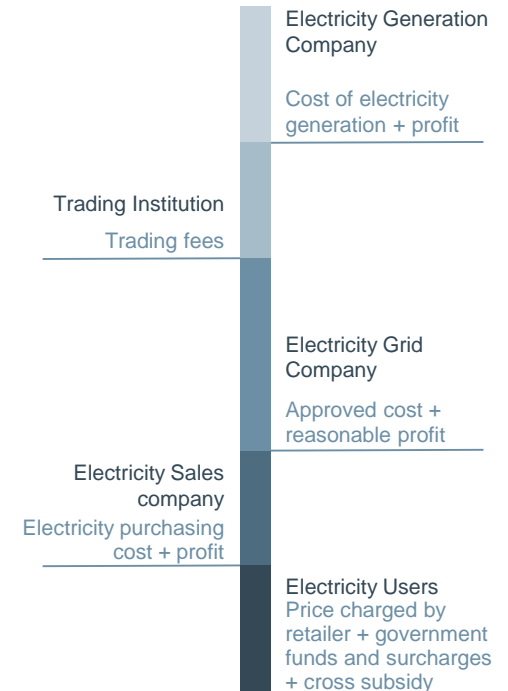 Electricity Generation
Company
Cost of electricity
generation + profit
Trading Institution
Trading fees
Electricity Grid
Company
Approved cost +
reasonable profit
Electricity Sales
company
Electricity purchasing
cost + profit
Electricity Users
Price charged by
retailer + government
funds and surcharges
+ cross subsidy